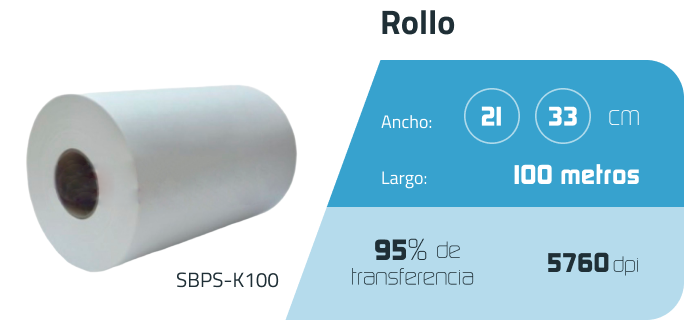 Rollo
Ancho: 21 33 cm
Largo: 100 metros
95% de
transferencia
5760 dpi
SBPS-K100